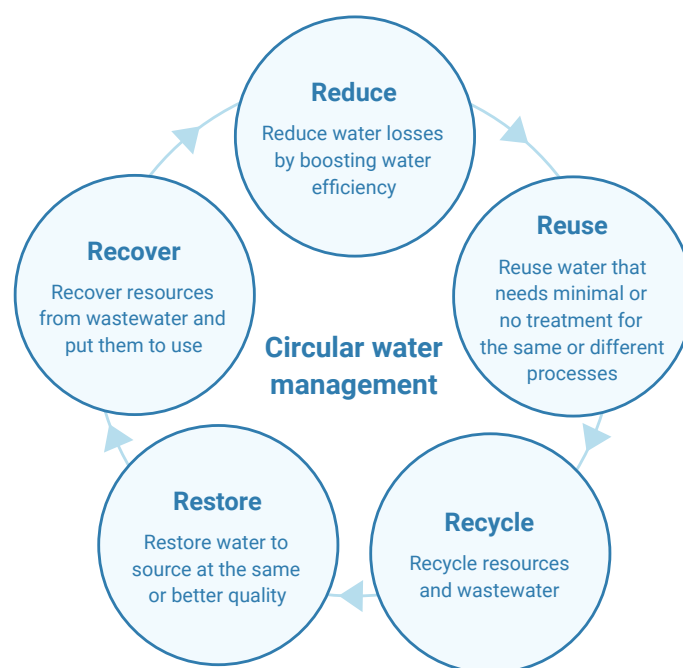 Reduce
Reduce water losses
by boosting water
efficiency
Reuse
Reuse water that
needs minimal or
no treatment for
the same or different
processes
Recycle
Recycle resources
and wastewater
Restore
Restore water to
source at the same
or better quality
Recover
Recover resources
from wastewater and
put them to use
Circular water
management